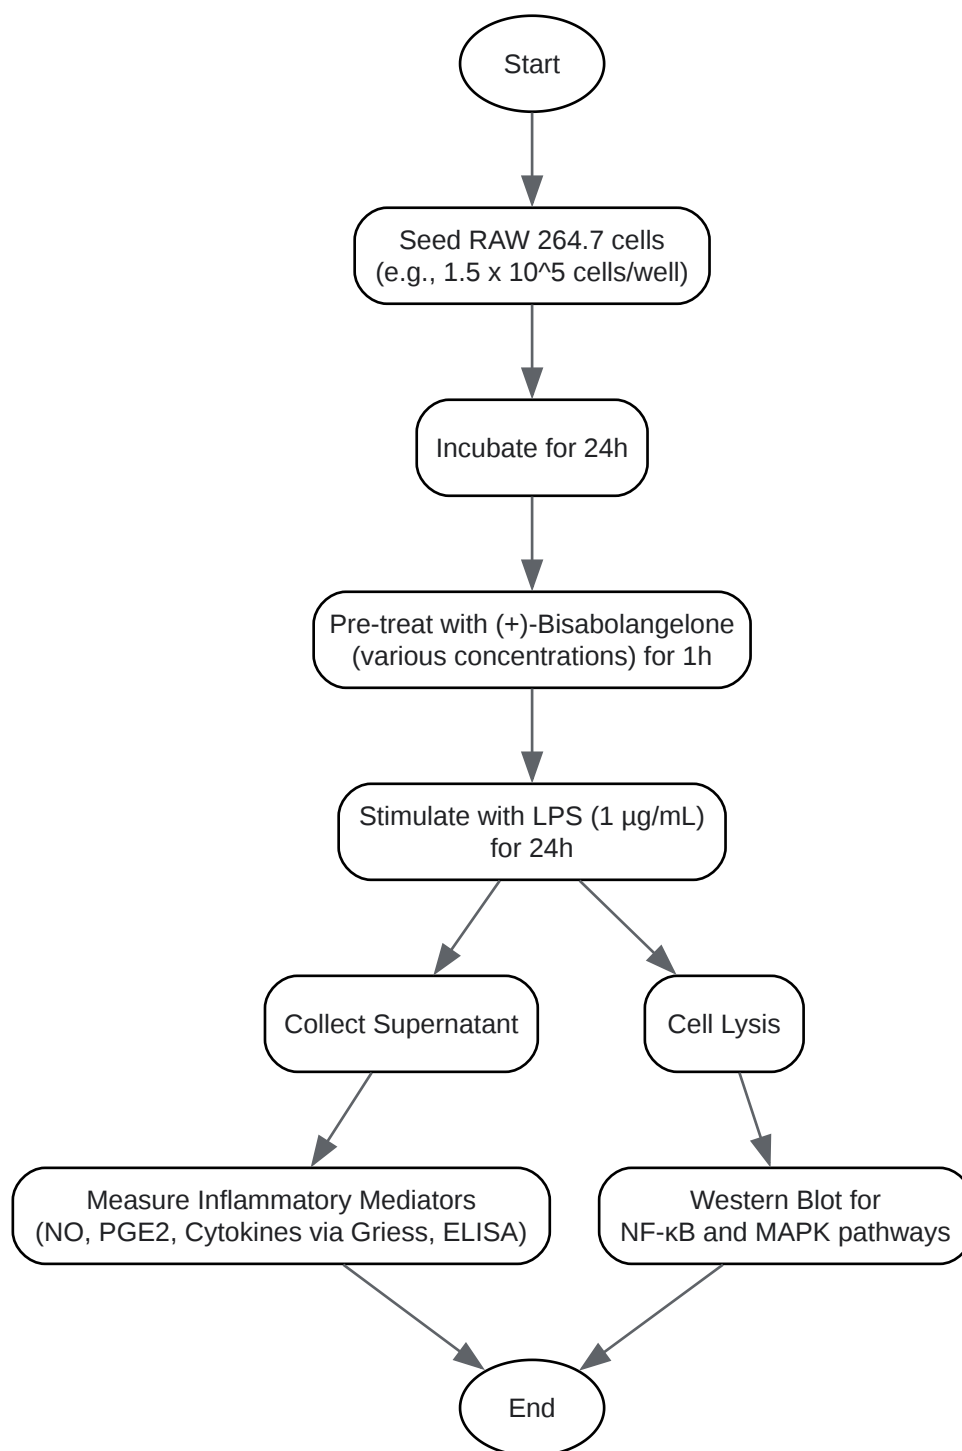 Start
Seed RAW 264.7 cells
(e.g., 1.5 x 10^5 cells/well)
Incubate for 24h
Pre-treat with (+)-Bisabolangelone
(various concentrations) for 1h
Stimulate with LPS (1 µg/mL)
for 24h
Collect Supernatant
Cell Lysis
Measure Inflammatory Mediators
(NO, PGE2, Cytokines via Griess, ELISA)
Western Blot for
NF-κB and MAPK pathways
End